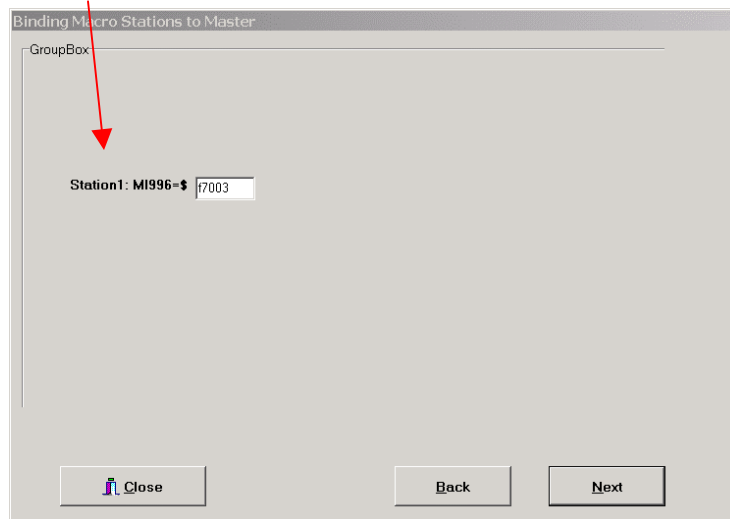 Binding Macro Stations to Master
GroupBox
Station1: MI996=$ f7003
Close
Back
Next